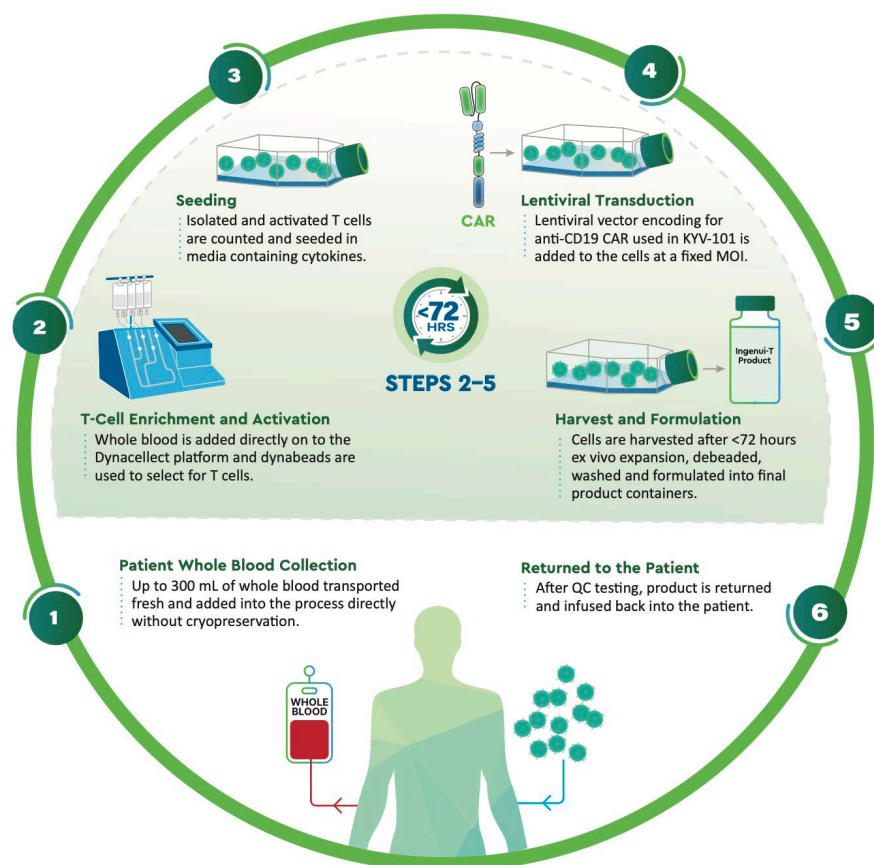 1
Patient Whole Blood Collection
Up to 300 mL of whole blood transported
fresh and added into the process directly
without cryopreservation.
WHOLE
BLOOD
2
T-Cell Enrichment and Activation
Whole blood is added directly on to the
Dynacellect platform and dynabeads are
used to select for T cells.
3
Seeding
Isolated and activated T cells
are counted and seeded in
media containing cytokines.
<72
HRS
STEPS 2–5
4
CAR
Lentiviral Transduction
Lentiviral vector encoding for
anti-CD19 CAR used in KYV-101 is
added to the cells at a fixed MOI.
5
Ingenui-T
Product
Harvest and Formulation
Cells are harvested after <72 hours
ex vivo expansion, debeaded,
washed and formulated into final
product containers.
6
Returned to the Patient
After QC testing, product is returned
and infused back into the patient.